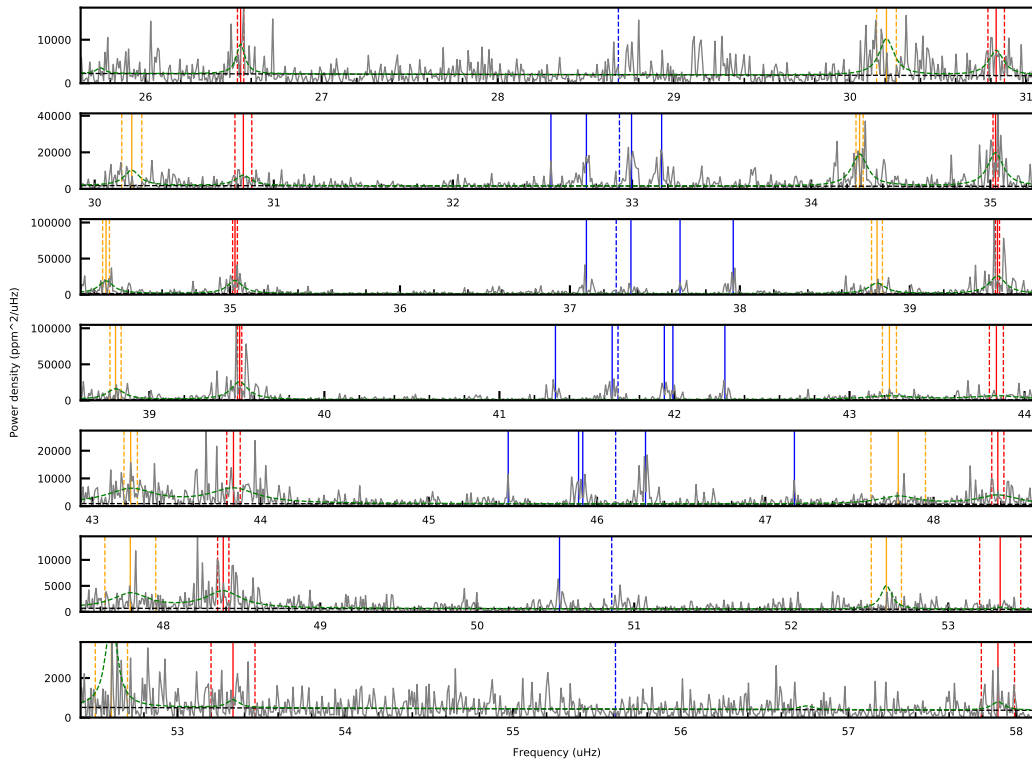 10000
0
26 27 28 29 30 31
40000
20000
0
30 31 32 33 34 35
100000
50000
0
35 36 37 38 39
Power density (ppm^2/uHz)
100000
50000
0
39 40 41 42 43 44
20000
10000
0
43 44 45 46 47 48
10000
5000
0
48 49 50 51 52 53
2000
0
53 54 55 56 57 58
Frequency (uHz)